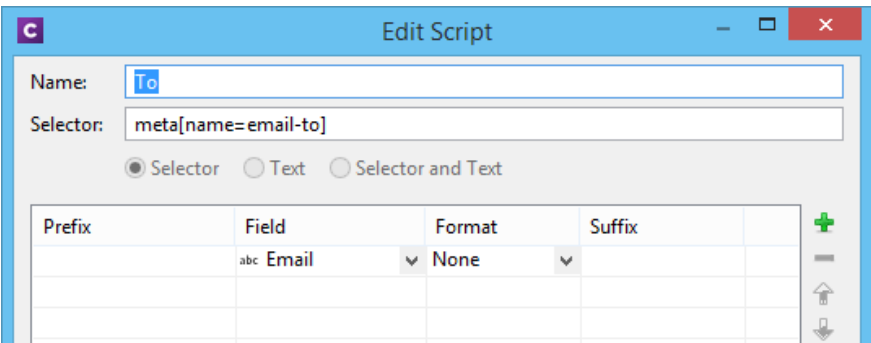 C Edit Script
Name: To
Selector: meta[name=email-to]
Selector Text Selector and Text
Prefix Field Format Suffix
abc Email None